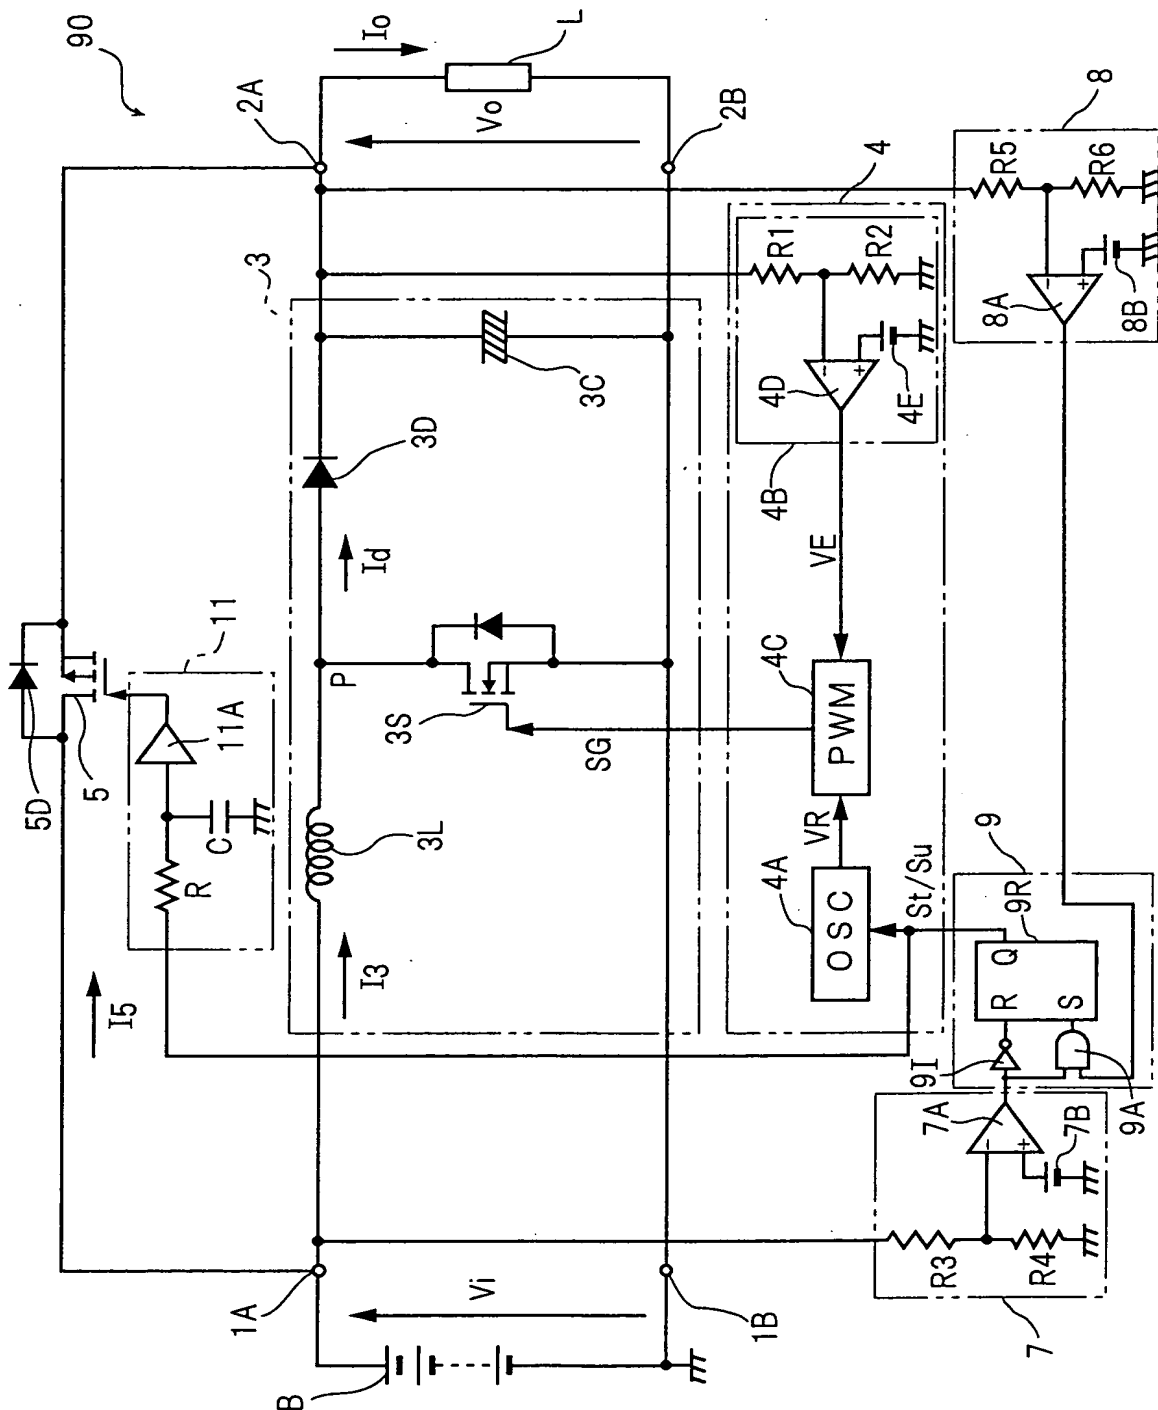 90
Io
L
2A
Vo
2B
3
3C
3D
Id
P
3S
SG
3L
I3
5D
5
11
11A
C
R
I5
1A
Vi
1B
B
4
R1
R2
4D
4E
4B
VE
4C
PWM
VR
4A
OSC
St/Su
8
R5
R6
8A
8B
9
9R
Q
R
S
9I
9A
7A
7B
R3
R4
7
- +
- +
- +